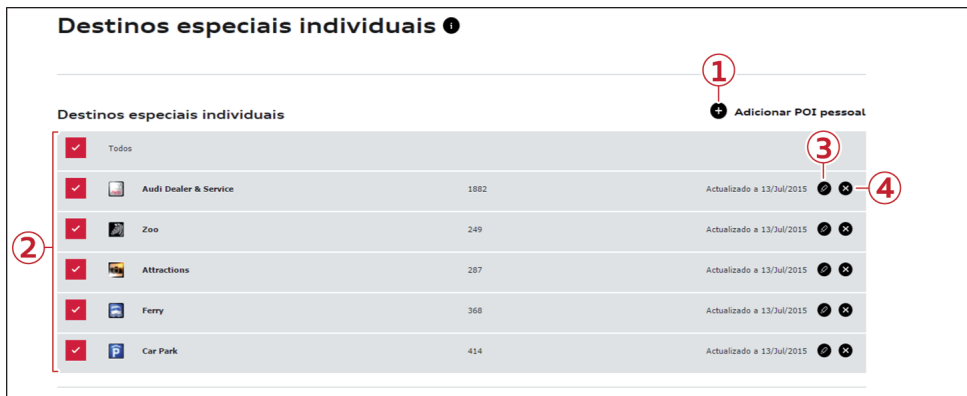 Destinos especiais individuais i
1
Destinos especiais individuais + Adicionar POI pessoal
Todos 3
Audi Dealer & Service 1882 Actualizado a 13/Jul/2015 4
2 Zoo 249 Actualizado a 13/Jul/2015
Attractions 287 Actualizado a 13/Jul/2015
Ferry 368 Actualizado a 13/Jul/2015
P Car Park 414 Actualizado a 13/Jul/2015